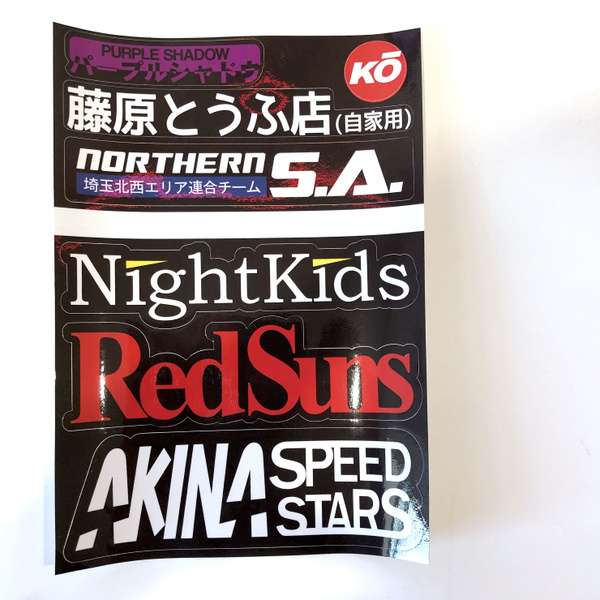 PURPLE SHADOW
パープルシャドウ
KŌ
藤原とうふ店(自家用)
NORTHERN
埼玉北西エリア連合チーム
S.A.
NightKids
RedSuns
AKINA
SPEED
STARS